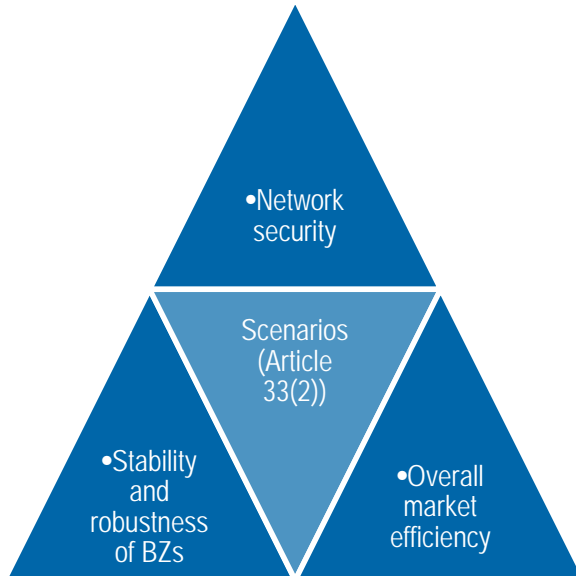 •Network
security
Scenarios
(Article
33(2))
•Stability
and
robustness
of BZs
•Overall
market
efficiency